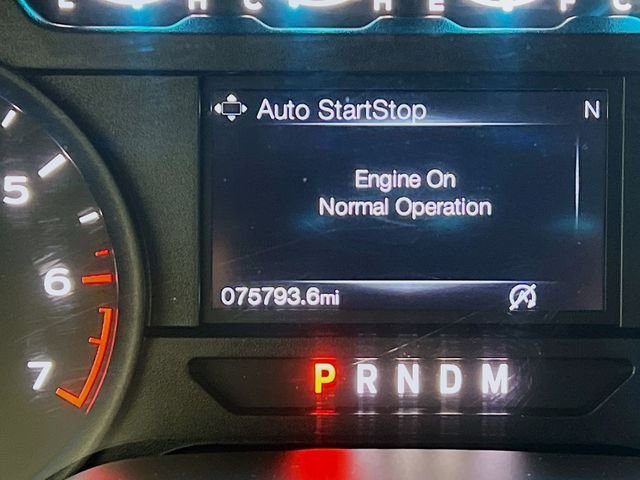 L H C H E F C
Auto StartStop N
5
Engine On
Normal Operation
6
075793.6mi
7
P R N D M